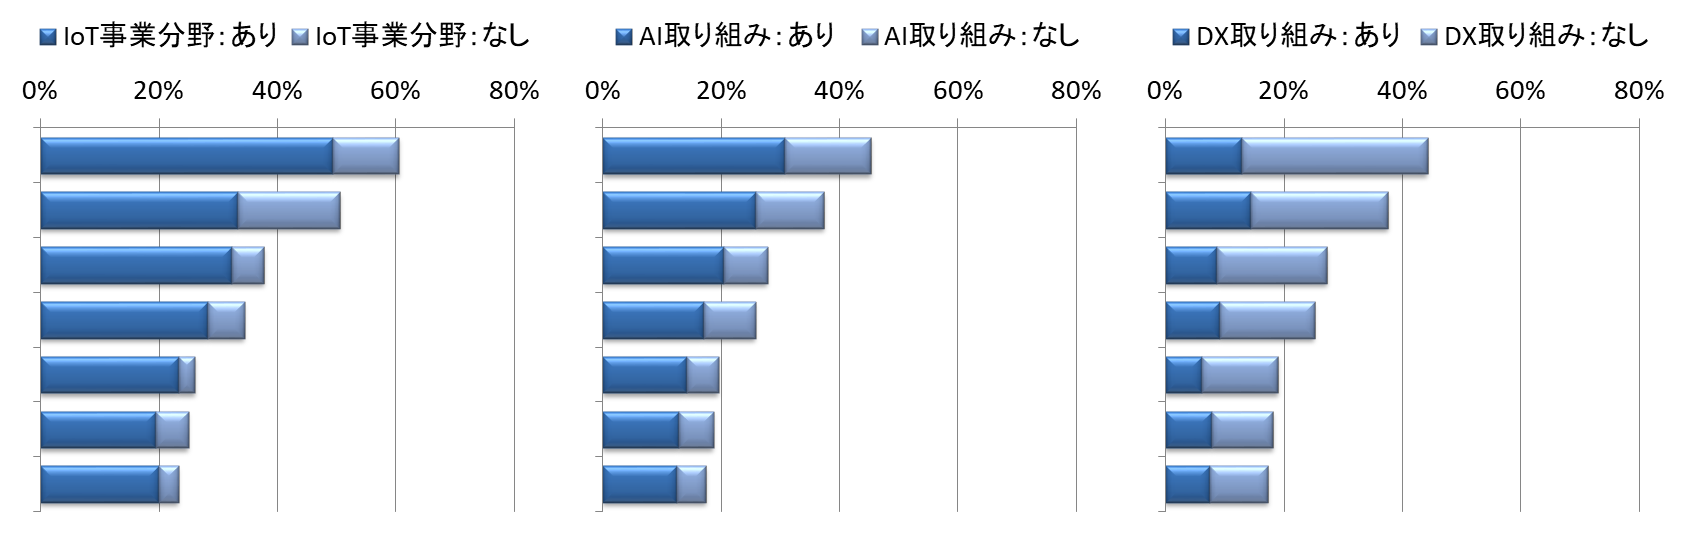 IoT事業分野：あり IoT事業分野：なし AI取り組み：あり AI取り組み：なし DX取り組み：あり DX取り組み：なし
0% 20% 40% 60% 80% 0% 20% 40% 60% 80% 0% 20% 40% 60% 80%